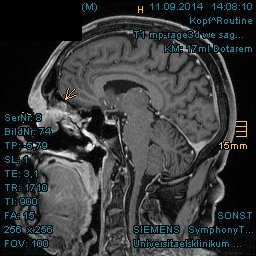 (M) 11.09.2014 14:08:10
H Kopf^Routine
T1 mp-rage3d we sag...
KM- 17ml Dotarem
SerNr: 8
BildNr: 74
TP: -5,79
SL: 1
TE: 3,1
TR: 1710
TI: 900
FA: 15
256 x 256
FOV: 100
15mm
SONST
SIEMENS SymphonyT...
Univeisitaetsklinikum ...